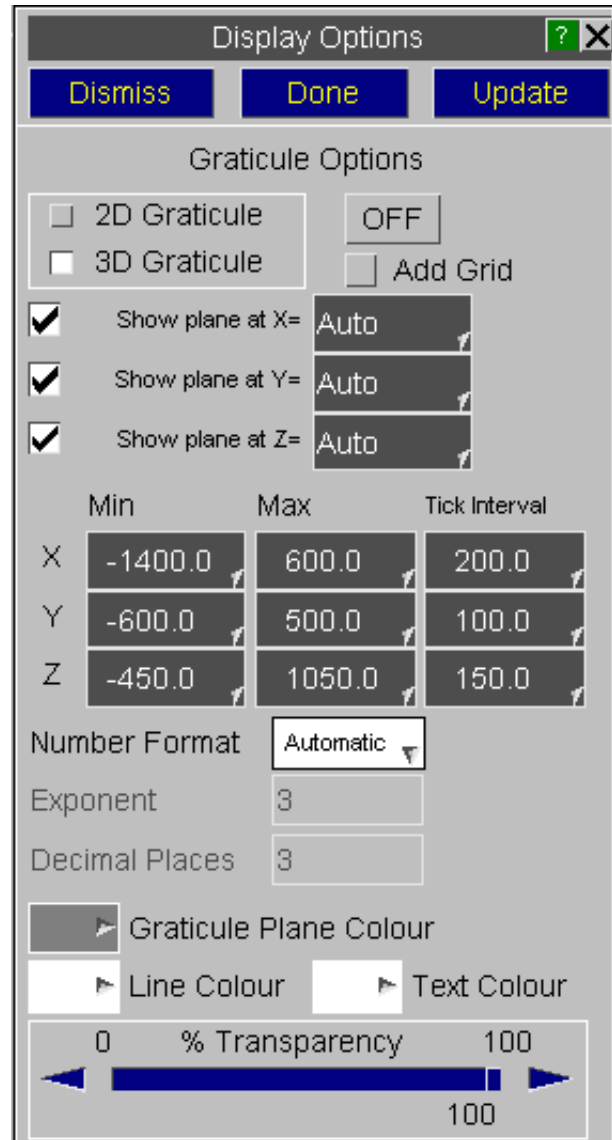 Display Options ? X
Dismiss Done Update
Graticule Options
2D Graticule OFF
3D Graticule Add Grid
Show plane at X= Auto
Show plane at Y= Auto
Show plane at Z= Auto
Min Max Tick Interval
X -1400.0 600.0 200.0
Y -600.0 500.0 100.0
Z -450.0 1050.0 150.0
Number Format Automatic
Exponent 3
Decimal Places 3
Graticule Plane Colour
Line Colour Text Colour
0 % Transparency 100
100